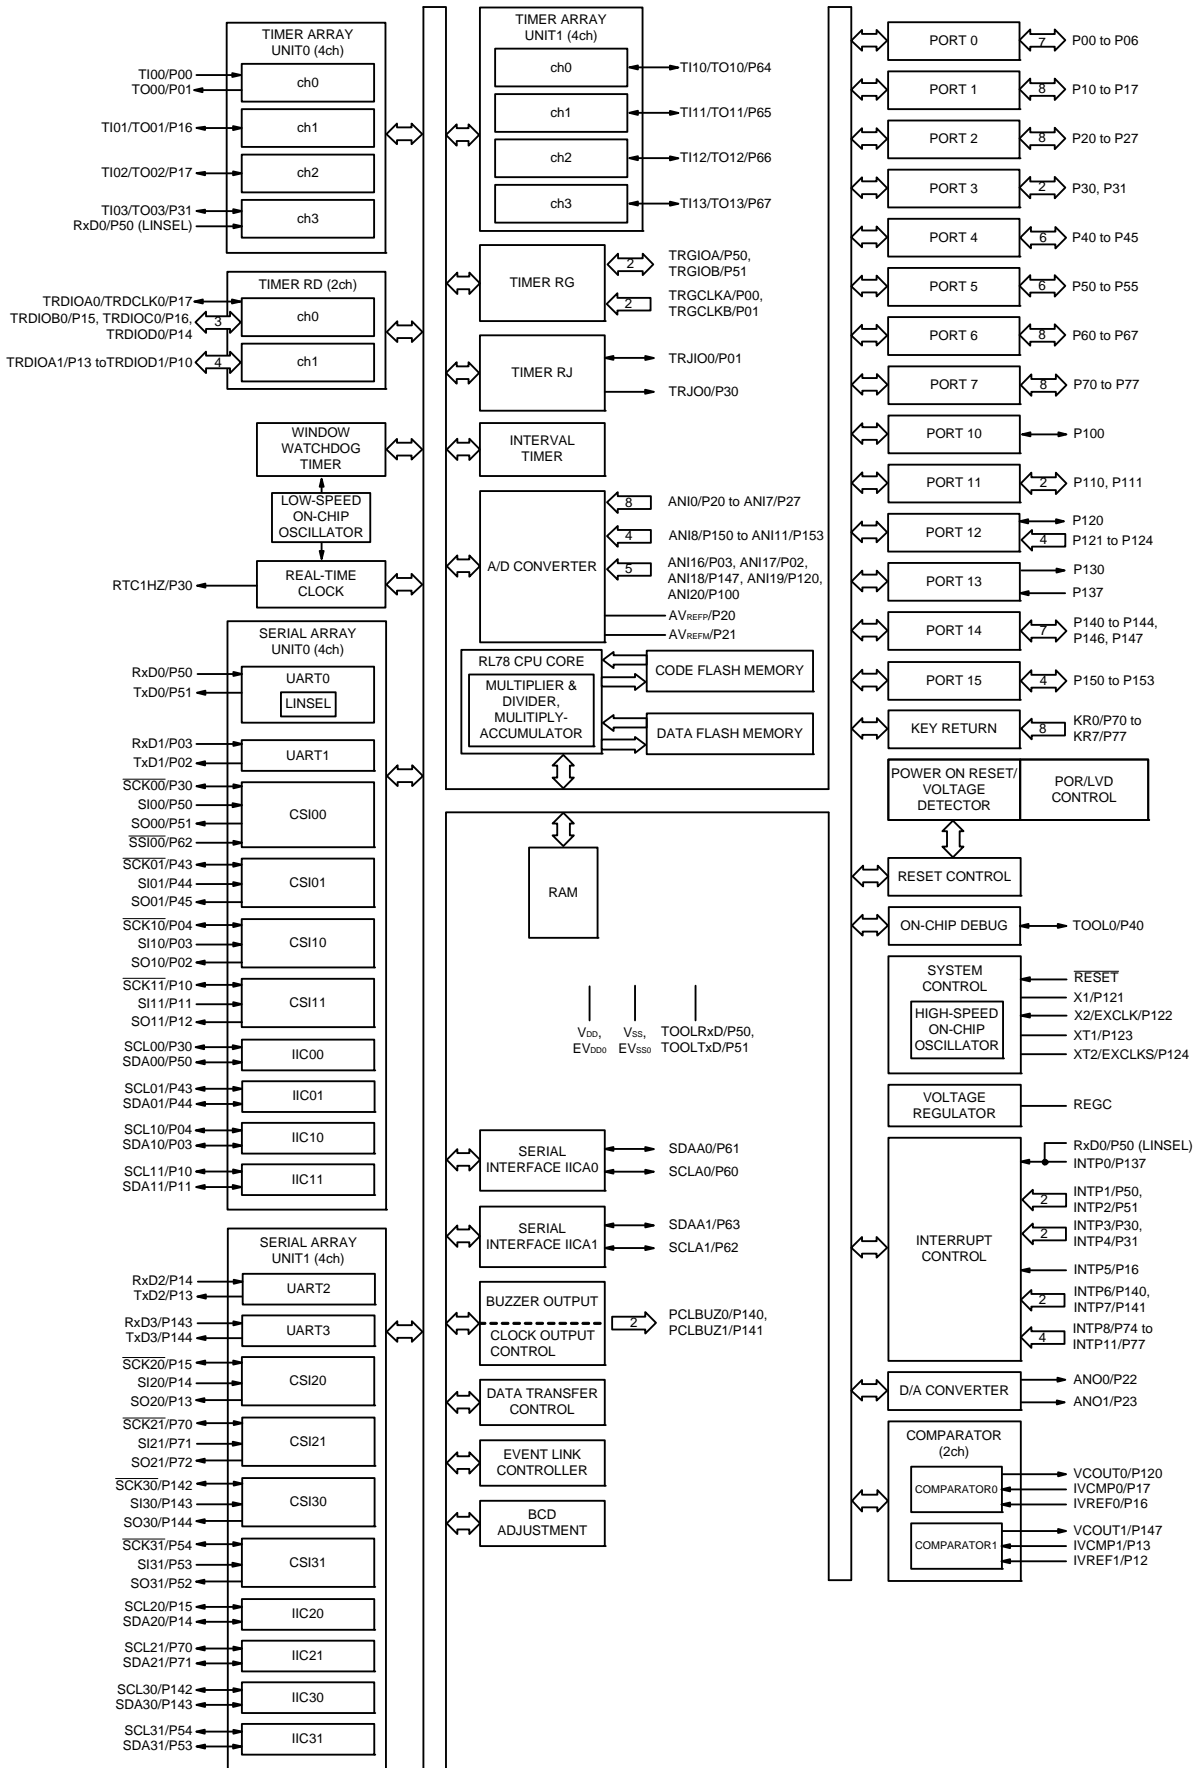 TIMER ARRAY
UNIT0 (4ch)
TI00/P00
TO00/P01
ch0
TI01/TO01/P16
ch1
TI02/TO02/P17
ch2
TI03/TO03/P31
RxD0/P50 (LINSEL)
ch3
TIMER RD (2ch)
TRDIOA0/TRDCLK0/P17
TRDIOB0/P15, TRDIOC0/P16,
TRDIOD0/P14
3
ch0
TRDIOA1/P13 toTRDIOD1/P10
4
ch1
WINDOW
WATCHDOG
TIMER
LOW-SPEED
ON-CHIP
OSCILLATOR
RTC1HZ/P30
REAL-TIME
CLOCK
SERIAL ARRAY
UNIT0 (4ch)
RxD0/P50
TxD0/P51
UART0
LINSEL
RxD1/P03
TxD1/P02
UART1
SCK00/P30
SI00/P50
SO00/P51
SSI00/P62
CSI00
SCK01/P43
SI01/P44
SO01/P45
CSI01
SCK10/P04
SI10/P03
SO10/P02
CSI10
SCK11/P10
SI11/P11
SO11/P12
CSI11
SCL00/P30
SDA00/P50
IIC00
SCL01/P43
SDA01/P44
IIC01
SCL10/P04
SDA10/P03
IIC10
SCL11/P10
SDA11/P11
IIC11
SERIAL ARRAY
UNIT1 (4ch)
RxD2/P14
TxD2/P13
UART2
RxD3/P143
TxD3/P144
UART3
SCK20/P15
SI20/P14
SO20/P13
CSI20
SCK21/P70
SI21/P71
SO21/P72
CSI21
SCK30/P142
SI30/P143
SO30/P144
CSI30
SCK31/P54
SI31/P53
SO31/P52
CSI31
SCL20/P15
SDA20/P14
IIC20
SCL21/P70
SDA21/P71
IIC21
SCL30/P142
SDA30/P143
IIC30
SCL31/P54
SDA31/P53
IIC31
TIMER ARRAY
UNIT1 (4ch)
ch0
TI10/TO10/P64
ch1
TI11/TO11/P65
ch2
TI12/TO12/P66
ch3
TI13/TO13/P67
TIMER RG
2
TRGIOA/P50,
TRGIOB/P51
2
TRGCLKA/P00,
TRGCLKB/P01
TIMER RJ
TRJIO0/P01
TRJO0/P30
INTERVAL
TIMER
A/D CONVERTER
8
ANI0/P20 to ANI7/P27
4
ANI8/P150 to ANI11/P153
5
ANI16/P03, ANI17/P02,
ANI18/P147, ANI19/P120,
ANI20/P100
AVREFP/P20
AVREFM/P21
RL78 CPU CORE
MULTIPLIER &
DIVIDER,
MULITIPLY-
ACCUMULATOR
CODE FLASH MEMORY
DATA FLASH MEMORY
RAM
VDD,
EVDD0
VSS,
EVSS0
TOOLRxD/P50,
TOOLTxD/P51
SERIAL
INTERFACE IICA0
SDAA0/P61
SCLA0/P60
SERIAL
INTERFACE IICA1
SDAA1/P63
SCLA1/P62
BUZZER OUTPUT
CLOCK OUTPUT
CONTROL
2
PCLBUZ0/P140,
PCLBUZ1/P141
DATA TRANSFER
CONTROL
EVENT LINK
CONTROLLER
BCD
ADJUSTMENT
PORT 0
7
P00 to P06
PORT 1
8
P10 to P17
PORT 2
8
P20 to P27
PORT 3
2
P30, P31
PORT 4
6
P40 to P45
PORT 5
6
P50 to P55
PORT 6
8
P60 to P67
PORT 7
8
P70 to P77
PORT 10
P100
PORT 11
2
P110, P111
PORT 12
P120
4
P121 to P124
PORT 13
P130
P137
PORT 14
7
P140 to P144,
P146, P147
PORT 15
4
P150 to P153
KEY RETURN
8
KR0/P70 to
KR7/P77
POWER ON RESET/
VOLTAGE
DETECTOR
POR/LVD
CONTROL
RESET CONTROL
ON-CHIP DEBUG
TOOL0/P40
SYSTEM
CONTROL
HIGH-SPEED
ON-CHIP
OSCILLATOR
RESET
X1/P121
X2/EXCLK/P122
XT1/P123
XT2/EXCLKS/P124
VOLTAGE
REGULATOR
REGC
INTERRUPT
CONTROL
RxD0/P50 (LINSEL)
INTP0/P137
2
INTP1/P50,
INTP2/P51
2
INTP3/P30,
INTP4/P31
INTP5/P16
2
INTP6/P140,
INTP7/P141
4
INTP8/P74 to
INTP11/P77
D/A CONVERTER
ANO0/P22
ANO1/P23
COMPARATOR
(2ch)
COMPARATOR0
VCOUT0/P120
IVCMP0/P17
IVREF0/P16
COMPARATOR1
VCOUT1/P147
IVCMP1/P13
IVREF1/P12